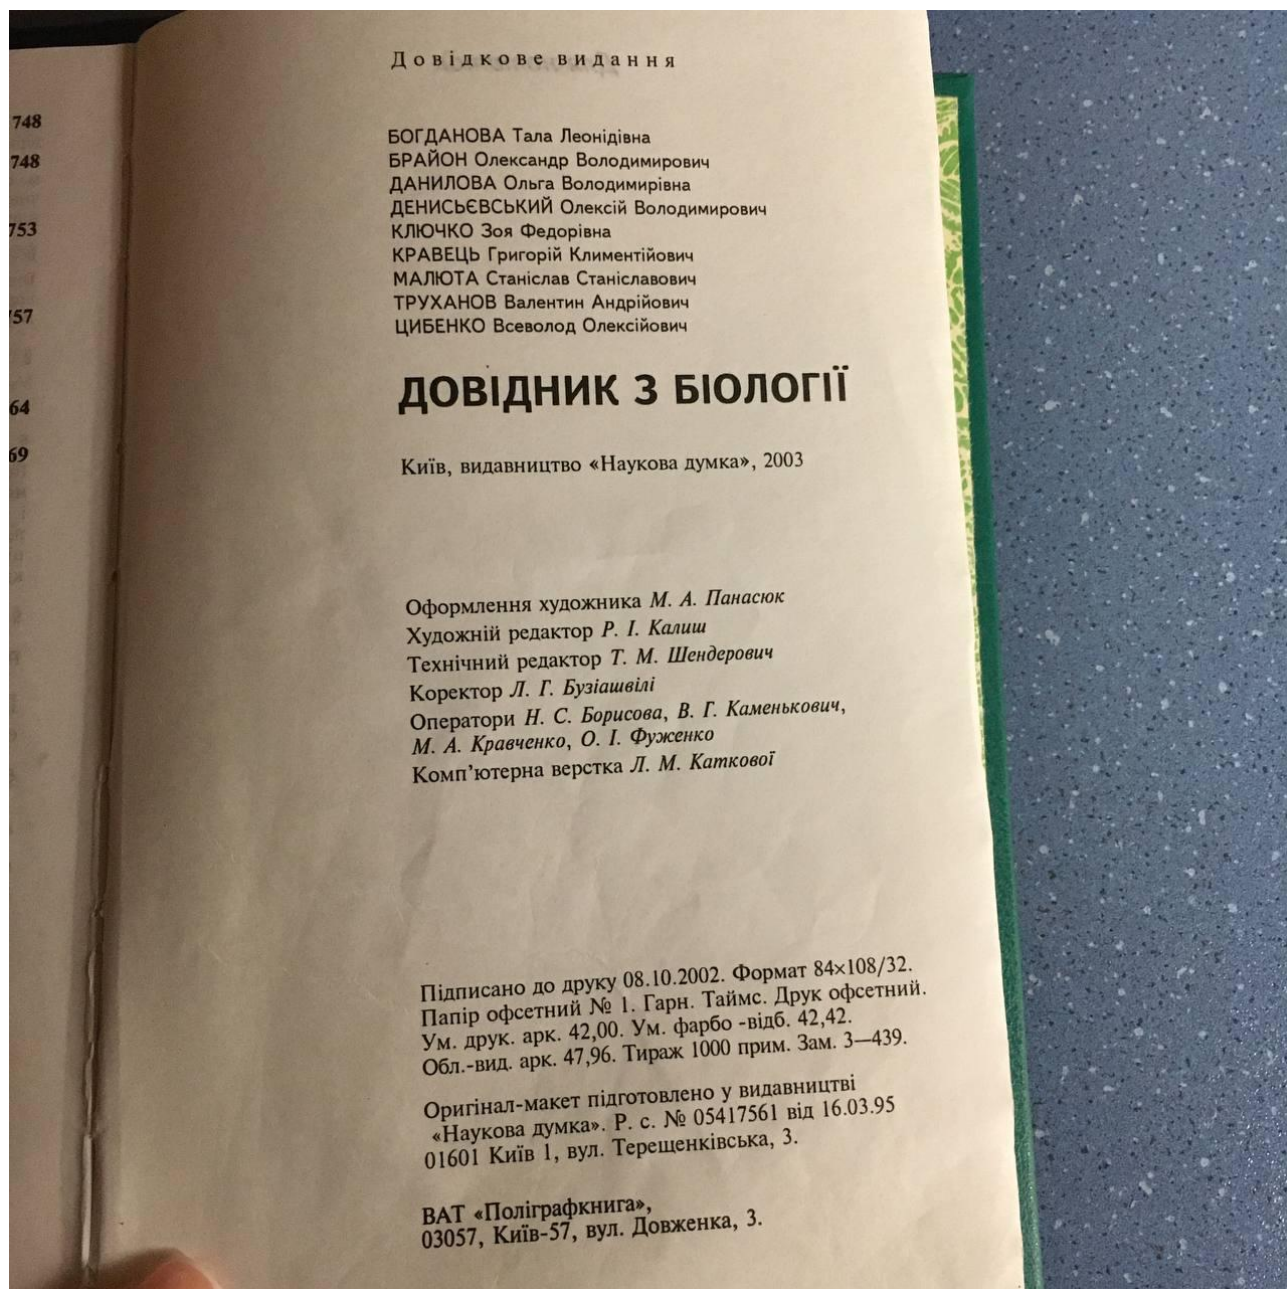 748
748
753
757
64
69
Довідкове видання
БОГДАНОВА Тала Леонідівна
БРАЙОН Олександр Володимирович
ДАНИЛОВА Ольга Володимирівна
ДЕНИСЬЄВСЬКИЙ Олексій Володимирович
КЛЮЧКО Зоя Федорівна
КРАВЕЦЬ Григорій Климентійович
МАЛЮТА Станіслав Станіславович
ТРУХАНОВ Валентин Андрійович
ЦИБЕНКО Всеволод Олексійович
ДОВІДНИК З БІОЛОГІЇ
Київ, видавництво «Наукова думка», 2003
Оформлення художника М. А. Панасюк
Художній редактор Р. І. Калиш
Технічний редактор Т. М. Шендерович
Коректор Л. Г. Бузіашвілі
Оператори Н. С. Борисова, В. Г. Каменькович,
М. А. Кравченко, О. І. Фуженко
Комп’ютерна верстка Л. М. Каткової
Підписано до друку 08.10.2002. Формат 84×108/32.
Папір офсетний № 1. Гарн. Таймс. Друк офсетний.
Ум. друк. арк. 42,00. Ум. фарбо -відб. 42,42.
Обл.-вид. арк. 47,96. Тираж 1000 прим. Зам. 3—439.
Оригінал-макет підготовлено у видавництві
«Наукова думка». Р. с. № 05417561 від 16.03.95
01601 Київ 1, вул. Терещенківська, 3.
ВАТ «Поліграфкнига»,
03057, Київ-57, вул. Довженка, 3.